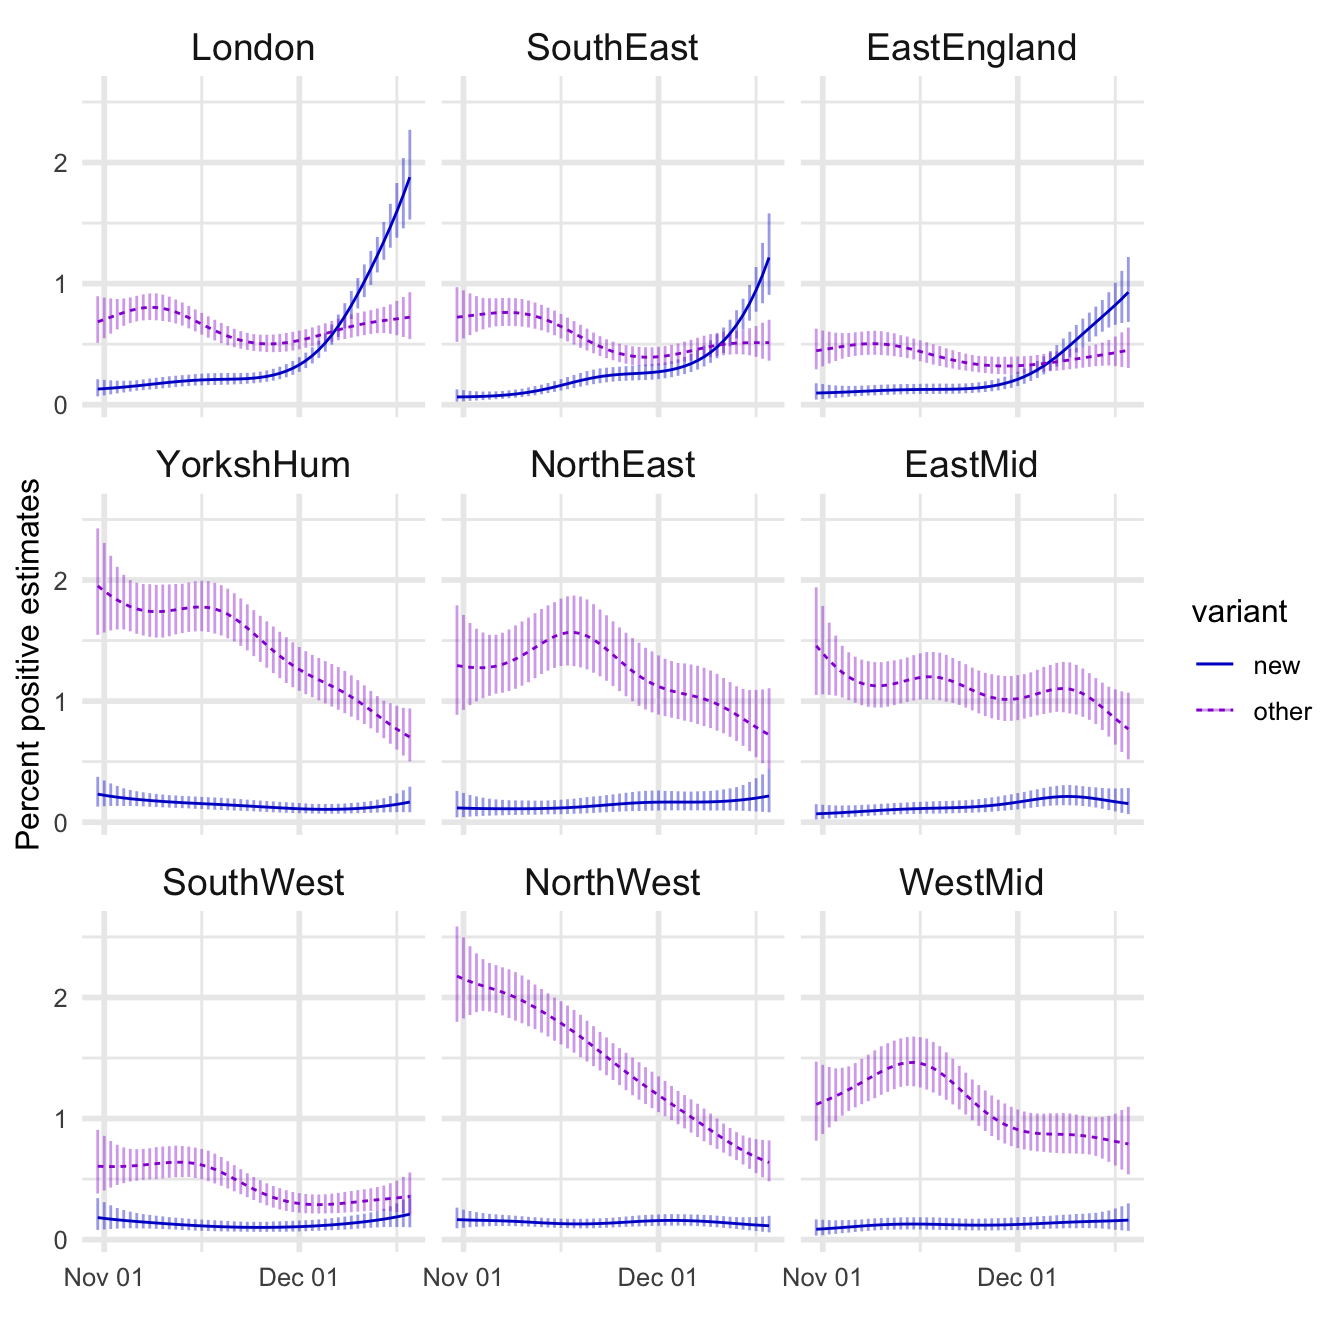 London SouthEast EastEngland
2
1
0
YorkshHum NorthEast EastMid
Percent positive estimates
2
1
0
variant
new
other
SouthWest NorthWest WestMid
2
1
0
Nov 01 Dec 01 Nov 01 Dec 01 Nov 01 Dec 01